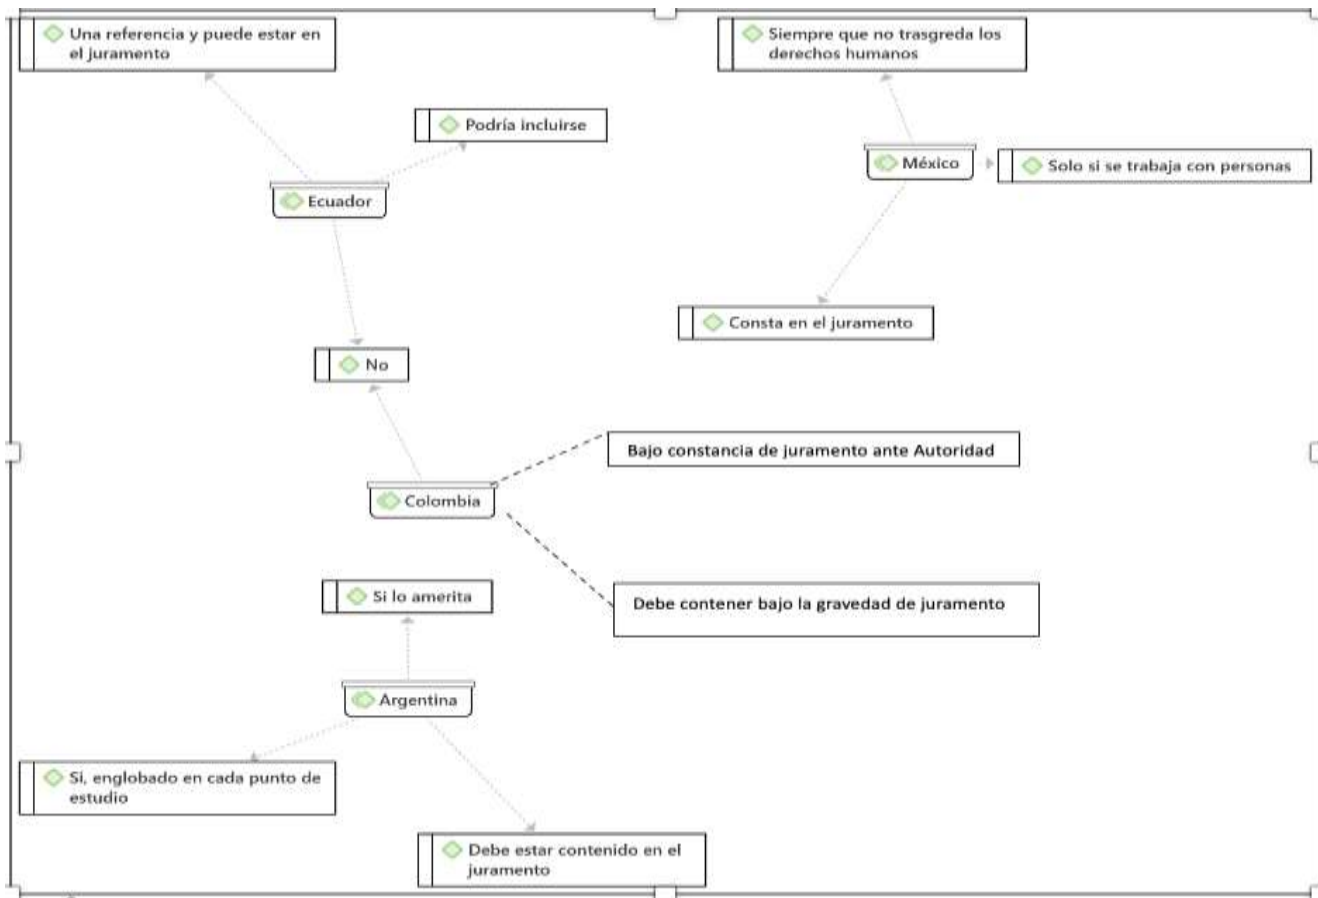 Una referencia y puede estar en
el juramento
Siempre que no trasgreda los
derechos humanos
Podría incluirse
México
Solo si se trabaja con personas
Ecuador
Consta en el juramento
No
Bajo constancia de juramento ante Autoridad
Colombia
Si lo amerita
Debe contener bajo la gravedad de juramento
Argentina
Si, englobado en cada punto de
estudio
Debe estar contenido en el
juramento